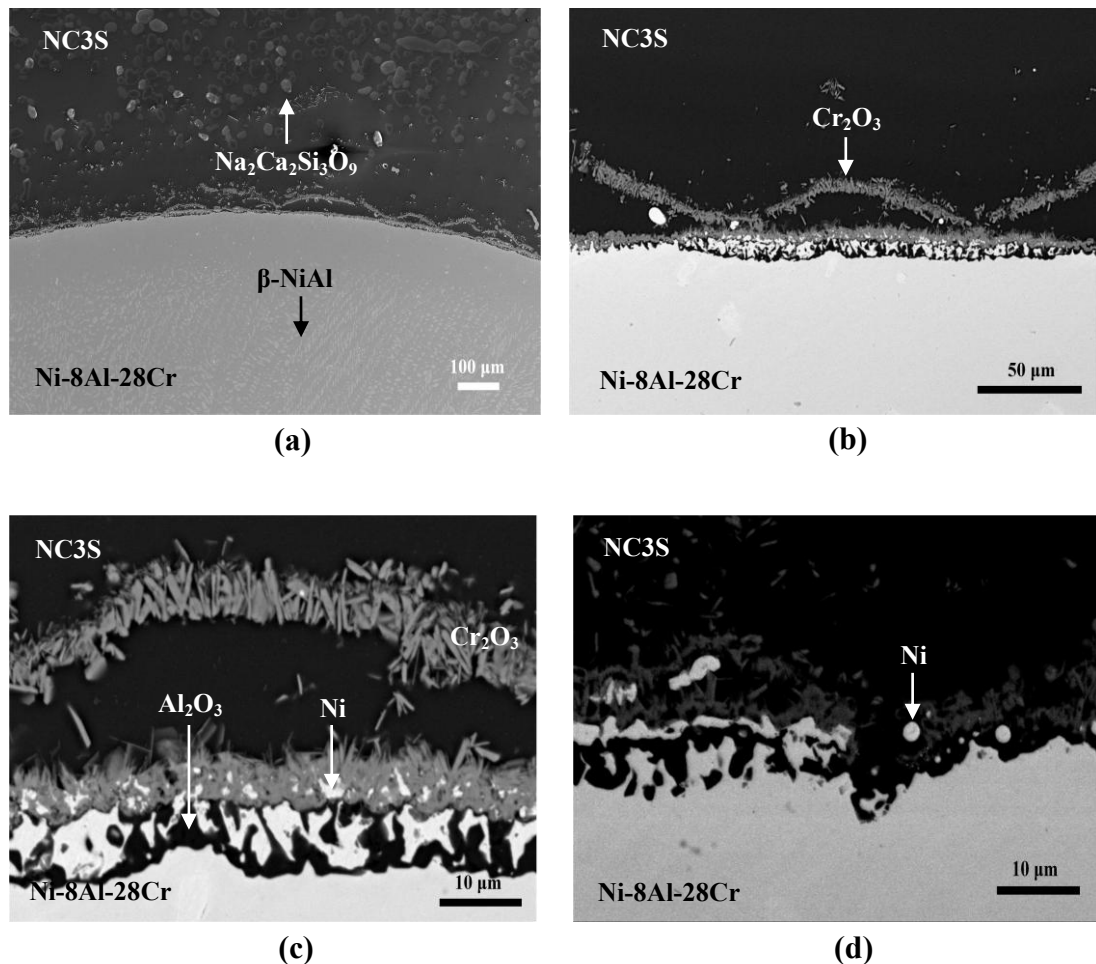 NC3S
Na₂Ca₂Si₃O₉
β-NiAl
Ni-8Al-28Cr
100 µm
(a)
NC3S
Cr₂O₃
Ni-8Al-28Cr
50 µm
(b)
NC3S
Cr₂O₃
Al₂O₃
Ni
Ni-8Al-28Cr
10 µm
(c)
NC3S
Ni
Ni-8Al-28Cr
10 µm
(d)